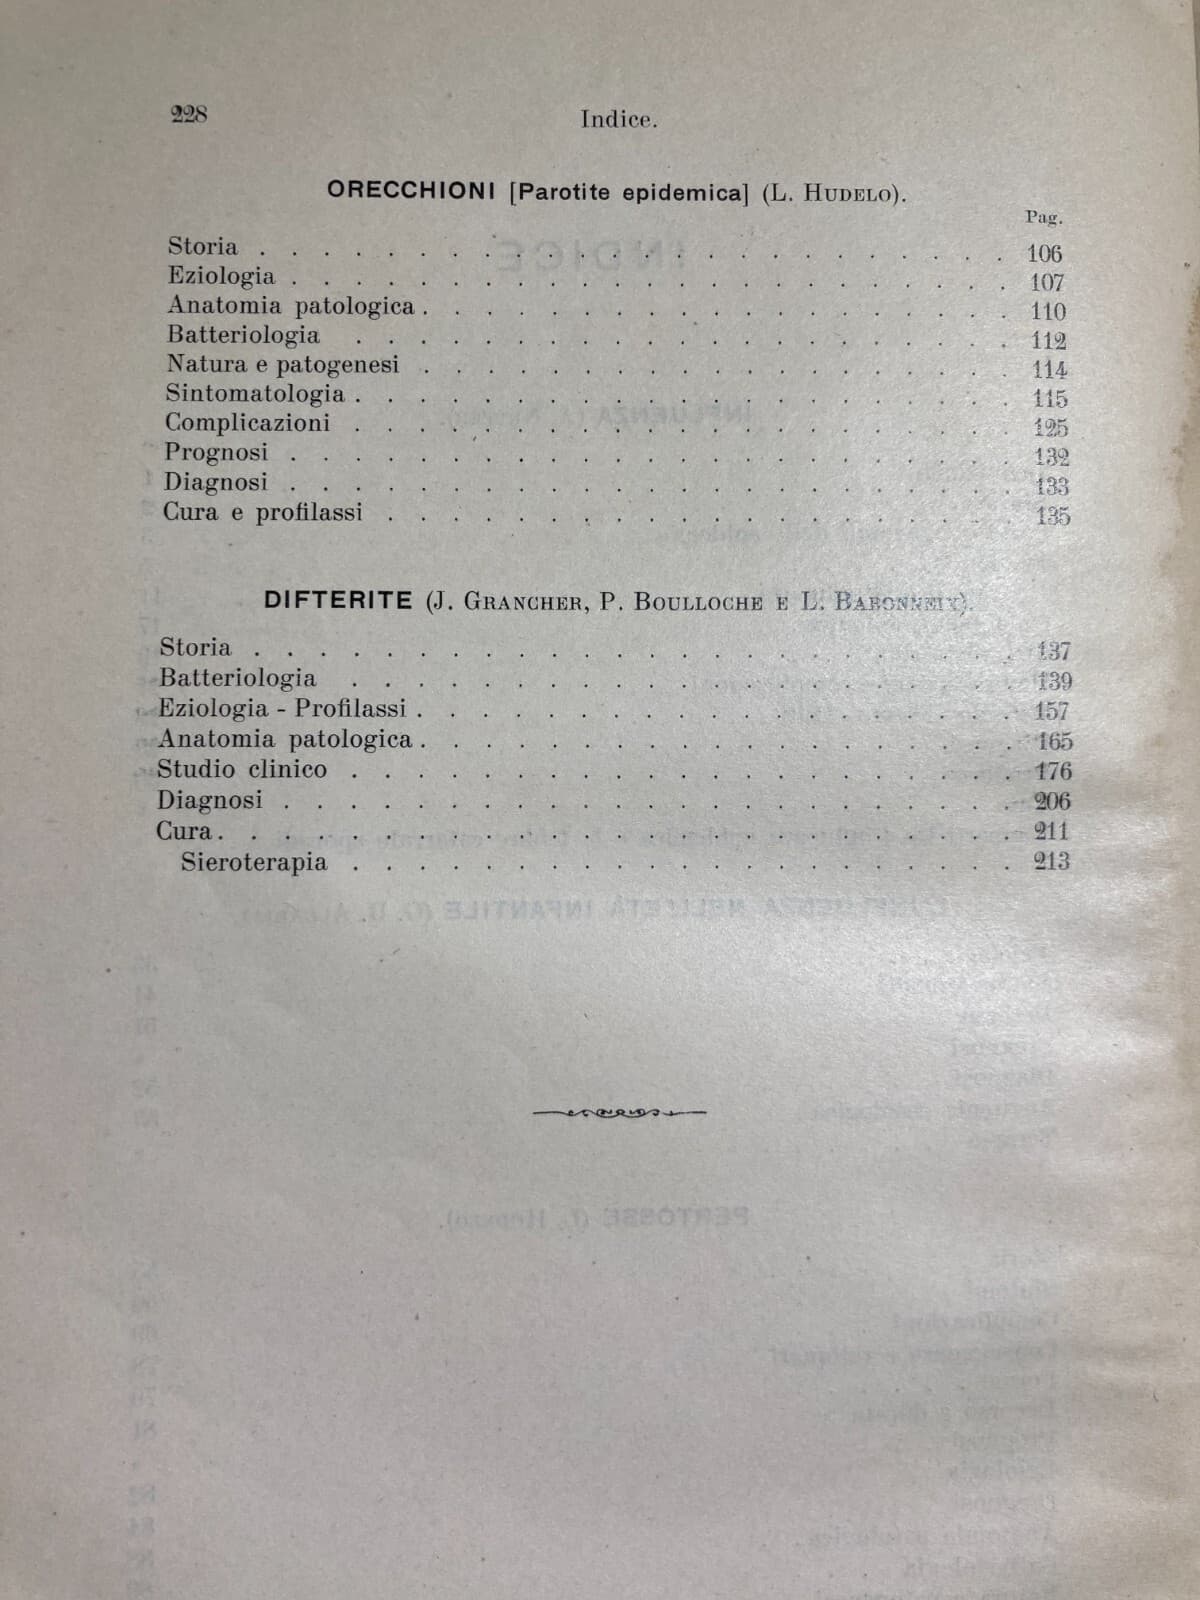 228
Indice.
ORECCHIONI [Parotite epidemica] (L. HUDELO).
Pag.
Storia . . . . . . . . . . . . . . . . . . . . . . . 106
Eziologia . . . . . . . . . . . . . . . . . . . . . . 107
Anatomia patologica . . . . . . . . . . . . . . . . . . 110
Batteriologia . . . . . . . . . . . . . . . . . . . . 112
Natura e patogenesi . . . . . . . . . . . . . . . . . . 114
Sintomatologia . . . . . . . . . . . . . . . . . . . . 115
Complicazioni . . . . . . . . . . . . . . . . . . . . 125
Prognosi . . . . . . . . . . . . . . . . . . . . . . 132
Diagnosi . . . . . . . . . . . . . . . . . . . . . . 133
Cura e profilassi . . . . . . . . . . . . . . . . . . . 135
DIFTERITE (J. GRANCHER, P. BOULLOCHE E L. BABONNEIX).
Storia . . . . . . . . . . . . . . . . . . . . . . . 137
Batteriologia . . . . . . . . . . . . . . . . . . . . 139
Eziologia - Profilassi . . . . . . . . . . . . . . . . . . 157
Anatomia patologica . . . . . . . . . . . . . . . . . . 165
Studio clinico . . . . . . . . . . . . . . . . . . . . 176
Diagnosi . . . . . . . . . . . . . . . . . . . . . . 206
Cura . . . . . . . . . . . . . . . . . . . . . . . . 211
Sieroterapia . . . . . . . . . . . . . . . . . . . . 213